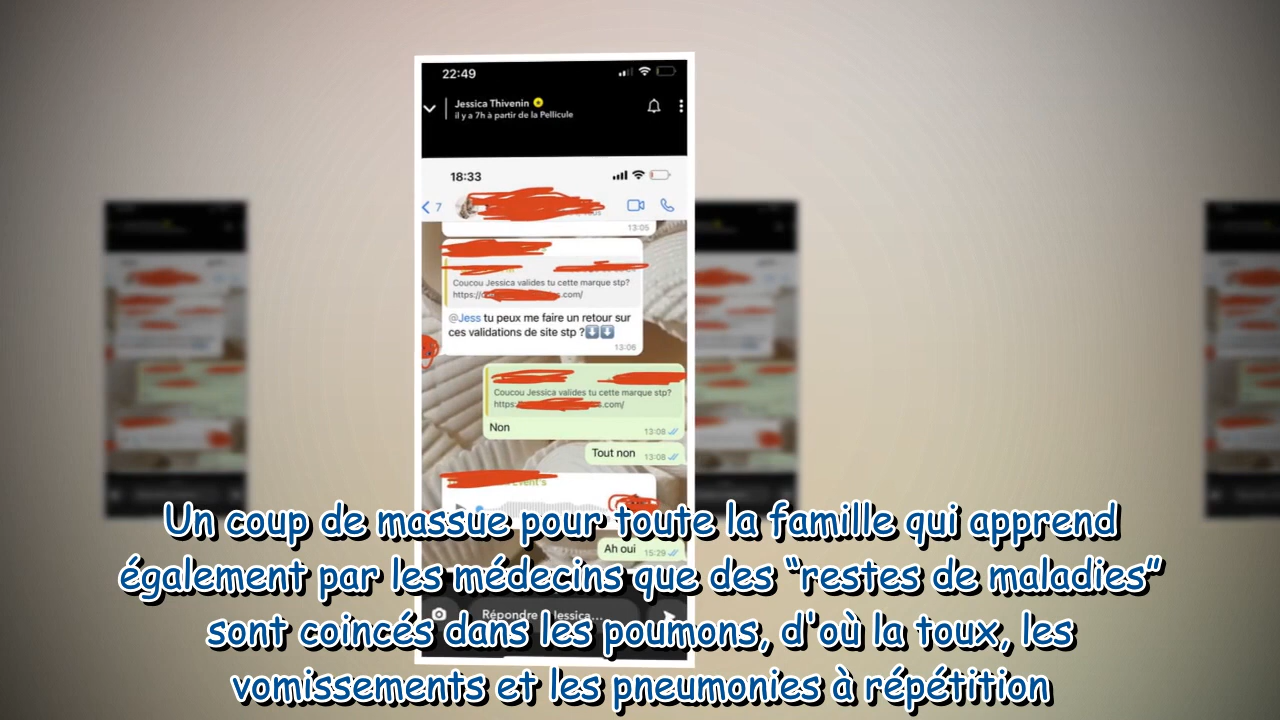 22:49
Jessica Thivenin
il y a 7h à partir de la Pellicule
18:33
7
13:05
Coucou Jessica valides tu cette marque stp?
.com/
@Jess tu peux me faire un retour sur
ces validations de site stp ?⬇️⬇️
13:06
Coucou Jessica valides tu cette marque stp?
.com/
Non
13:08
Tout non
13:08
Ah oui
15:29
Répondre
Jessica...
Un coup de massue pour toute la famille qui apprend
également par les médecins que des “restes de maladies”
sont coincés dans les poumons, d'où la toux, les
vomissements et les pneumonies à répétition